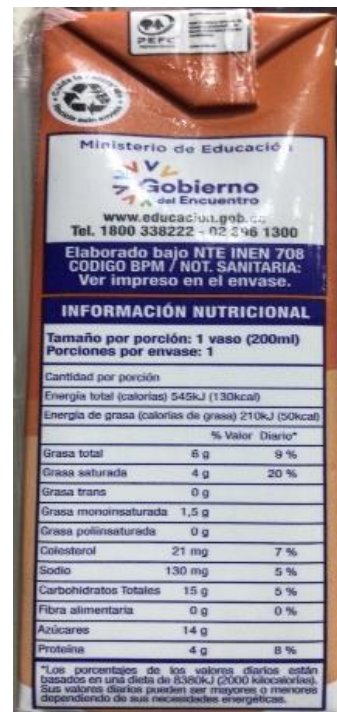 PEFC
Ministerio de Educación
Gobierno
del Encuentro
www.educacion.gob.ec
Tel. 1800 338222 - 02 396 1300
Elaborado bajo NTE INEN 708
CODIGO BPM / NOT. SANITARIA:
Ver impreso en el envase.
INFORMACIÓN NUTRICIONAL
Tamaño por porción: 1 vaso (200ml)
Porciones por envase: 1
Cantidad por porción
Energía total (calorías) 545kJ (130kcal)
Energía de grasa (calorías de grasa) 210kJ (50kcal)
% Valor Diario*
Grasa total 6 g 9 %
Grasa saturada 4 g 20 %
Grasa trans 0 g
Grasa monoinsaturada 1,5 g
Grasa poliinsaturada 0 g
Colesterol 21 mg 7 %
Sodio 130 mg 5 %
Carbohidratos Totales 15 g 5 %
Fibra alimentaria 0 g 0 %
Azúcares 14 g
Proteína 4 g 8 %
*Los porcentajes de los valores diarios están
basados en una dieta de 8380kJ (2000 kilocalorías).
Sus valores diarios pueden ser mayores o menores
dependiendo de sus necesidades energéticas.